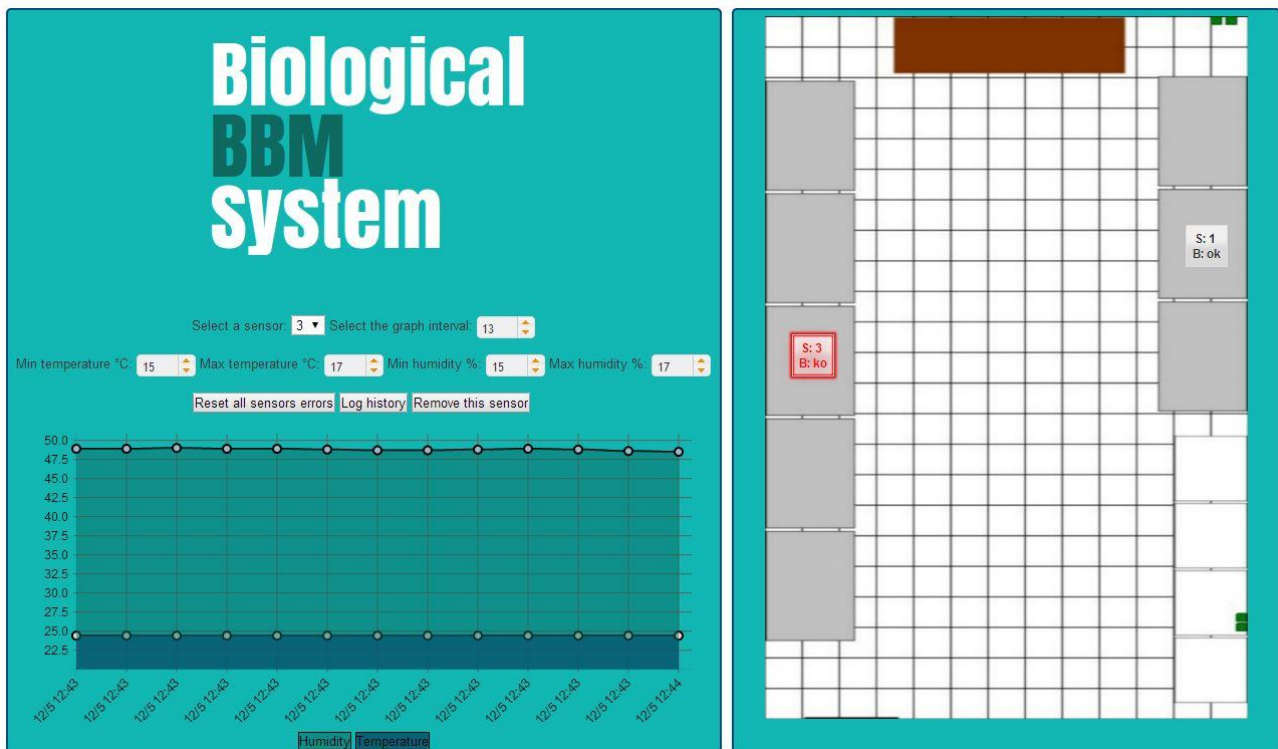 Biological
BBM
System
Select a sensor: 3 Select the graph interval: 13
Min temperature °C: 15 Max temperature °C: 17 Min humidity %: 15 Max humidity %: 17
Reset all sensors errors Log history Remove this sensor
50.0
47.5
45.0
42.5
40.0
37.5
35.0
32.5
30.0
27.5
25.0
22.5
12/5 12:43 12/5 12:43 12/5 12:43 12/5 12:43 12/5 12:43 12/5 12:43 12/5 12:43 12/5 12:43 12/5 12:43 12/5 12:43 12/5 12:43 12/5 12:43 12/5 12:44
Humidity Temperature
S: 1
B: ok
S: 3
B: ko